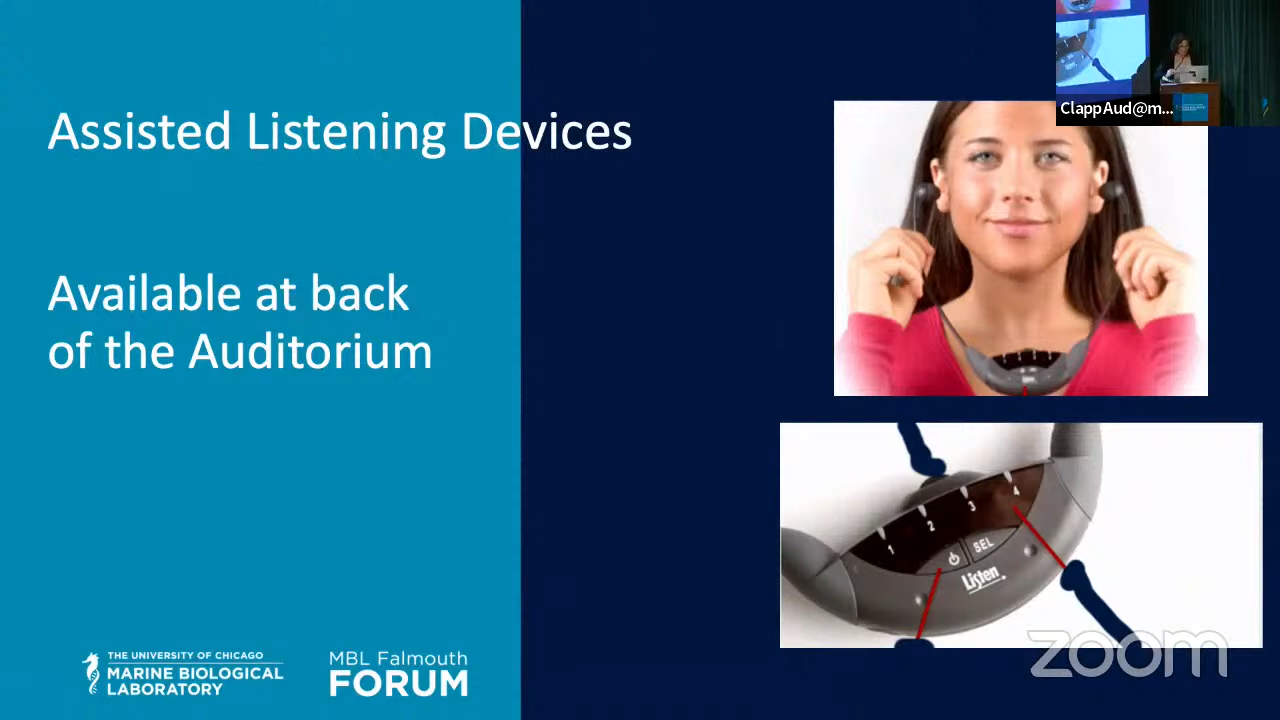 Assisted Listening Devices
Available at back
of the Auditorium
ClappAud@m...
1
2
3
4
SEL
Listen
THE UNIVERSITY OF CHICAGO
MARINE BIOLOGICAL
LABORATORY
MBL Falmouth
FORUM
zoom